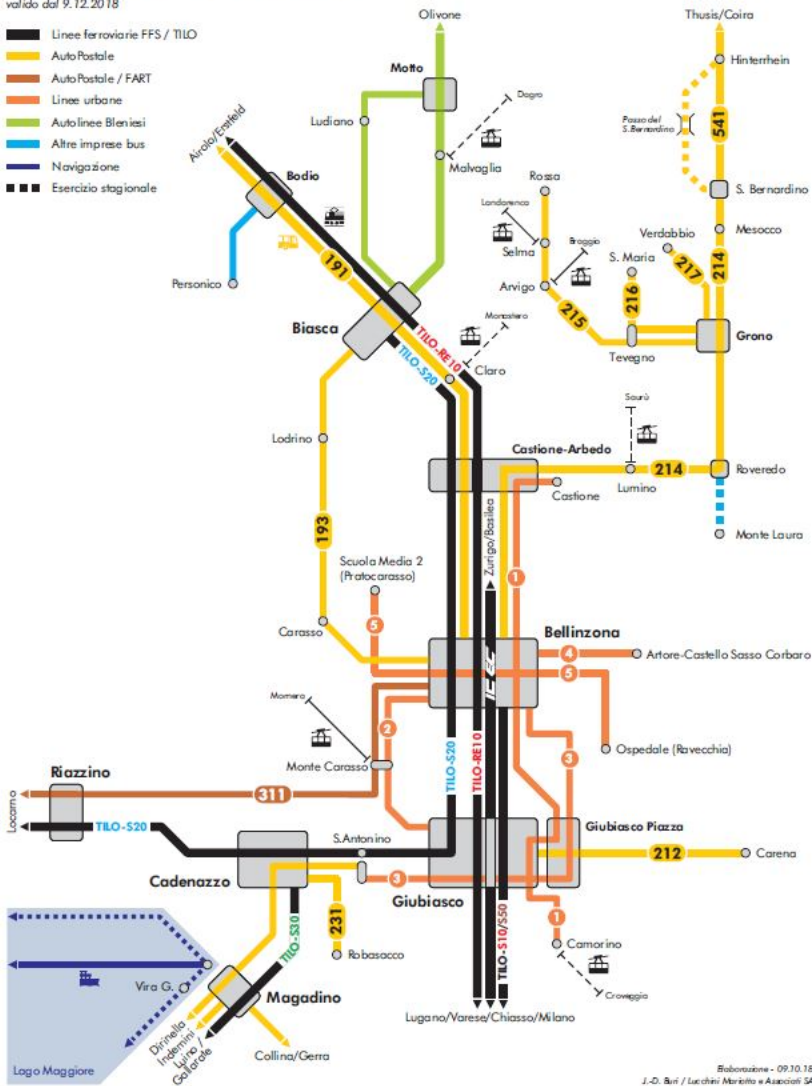 valido dal 9.12.2018
Linee ferroviarie FFS / TILO
AutoPostale
AutoPostale / FART
Linee urbane
Autolinee Bleniesi
Altre imprese bus
Navigazione
Esercizio stagionale
Olivone
Thusis/Coira
Motto
Hinterrhein
Dagro
Ludiano
Passo del
S.Bernardino
541
Airolo/Erstfeld
Malvaglia
Bodio
Rossa
S. Bernardino
Landarenca
Verdabbio
Mesocco
Selma
Braggio
S. Maria
217
214
191
Personico
Arvigo
216
215
Monastero
Biasca
TILO-RE10
Grono
Tevegno
TILO-S20
Claro
Saurù
Lodrino
Castione-Arbedo
214
Roveredo
Castione
Lumino
193
Zurigo/Basilea
Monte Laura
Scuola Media 2
(Pratocarasso)
1
5
Carasso
Bellinzona
IC EC
4
Artore-Castello Sasso Corbaro
5
Mornera
2
Ospedale (Ravecchia)
3
TILO-S20
TILO-RE10
Monte Carasso
Riazzino
311
Locarno
TILO-S20
S.Antonino
Giubiasco Piazza
212
Carena
Cadenazzo
3
Giubiasco
231
1
TILO-S30
TILO-S10/S50
Camorino
Robasacco
Vira G.
Magadino
Croveggia
Lugano/Varese/Chiasso/Milano
Dirinella
Indemini
Luino /
Gallarate
Collina/Gerra
Lago Maggiore
Elaborazione - 09.10.18
J.-D. Buri / Lucchini Mariotta e Associati SA